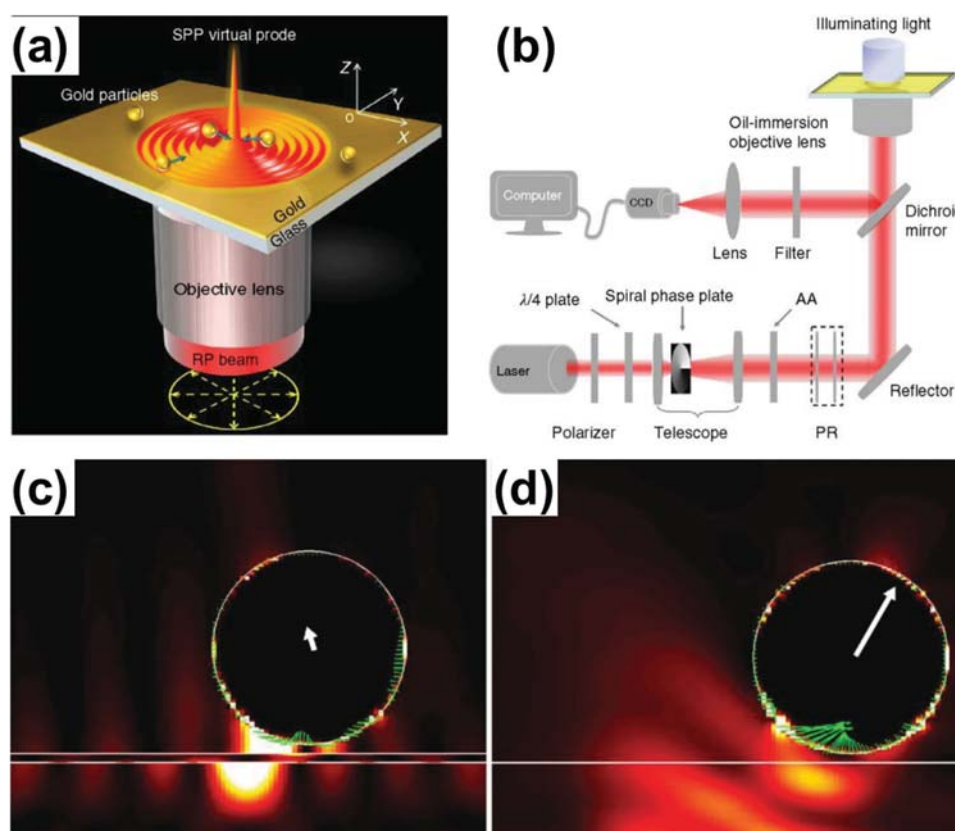 (a)
SPP virtual prode
Gold particles
Z
Y
O
X
Gold
Glass
Objective lens
RP beam
(b)
Illuminating light
Oil-immersion
objective lens
Computer
CCD
Lens
Filter
Dichroic
mirror
λ/4 plate
Spiral phase plate
AA
Laser
Polarizer
Telescope
PR
Reflector
(c)
(d)